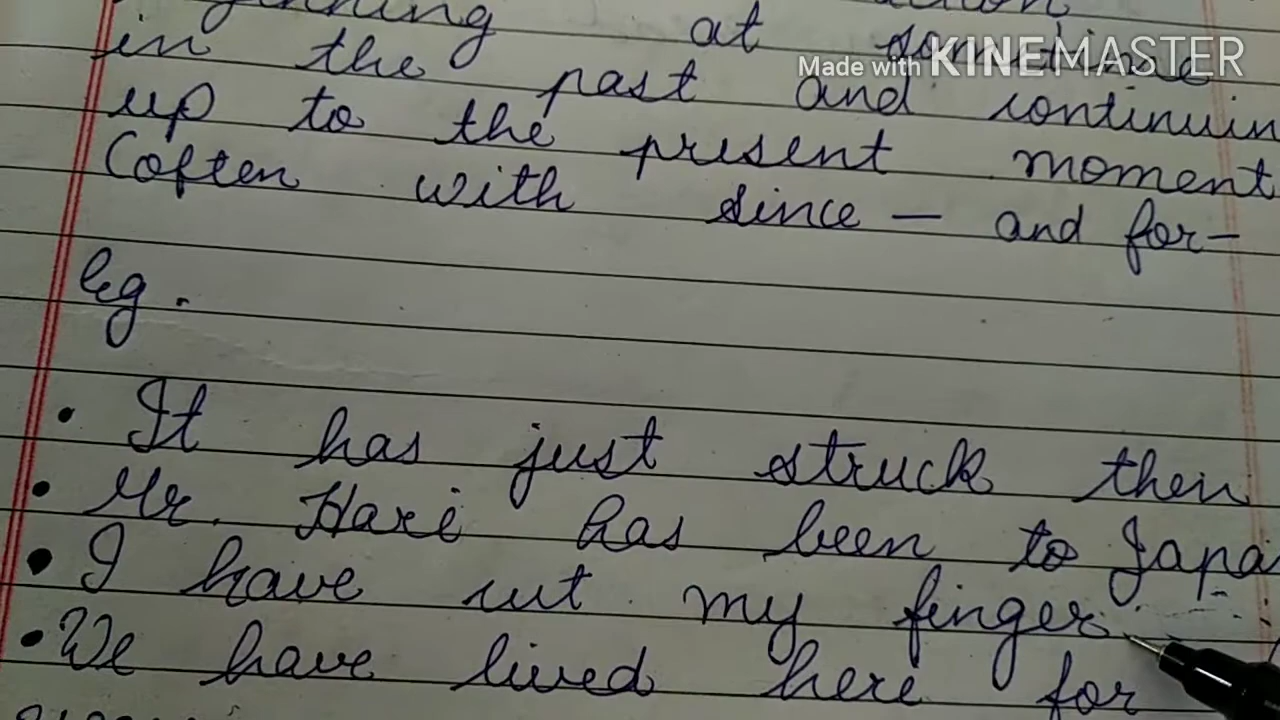 at sometime
in the past and continuin
up to the present moment
(often with since — and for —
Eg.
• It has just struck then
• Mr. Hari has been to Japa
• I have cut my finger.
• We have lived here for
Made with KINEMASTER